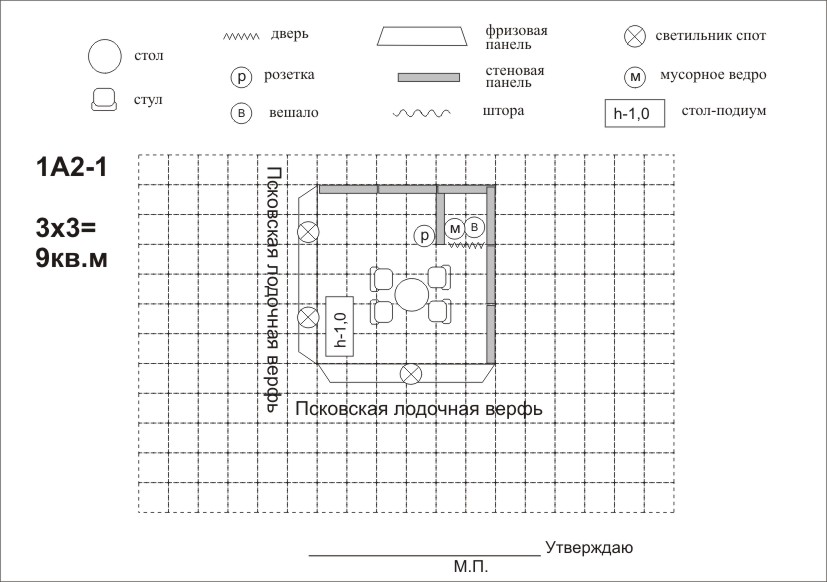 стол
стул
дверь
розетка
р
вешало
в
фризовая
панель
стеновая
панель
штора
светильник спот
мусорное ведро
м
стол-подиум
h-1,0
1А2-1
3х3=
9кв.м
Псковская лодочная верфь
р
м
в
h-1,0
Псковская лодочная верфь
Утверждаю
М.П.